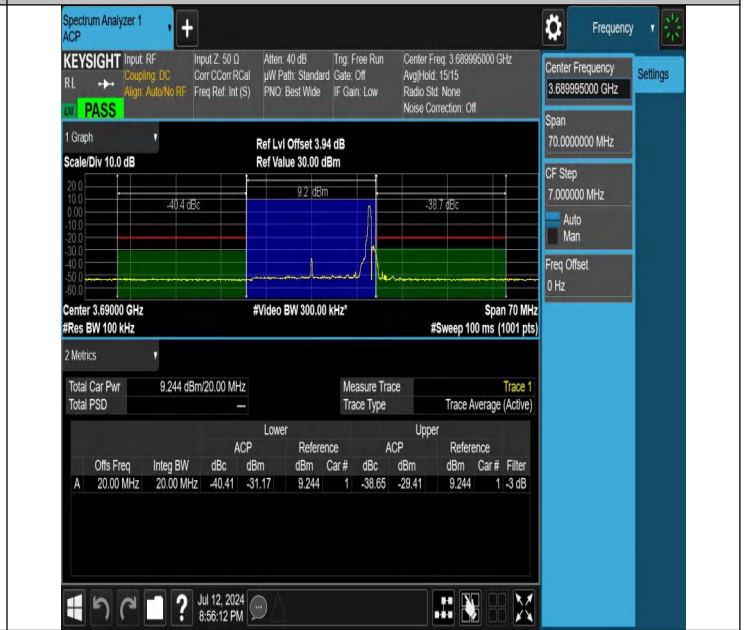 Spectrum Analyzer 1
ACP
Frequency
KEYSIGHT
RL
PASS
Input: RF
Coupling: DC
Align: Auto/No RF
Input Z: 50 Ω
Corr CCorr RCal
Freq Ref: Int (S)
Atten: 40 dB
µW Path: Standard
PNO: Best Wide
Trig: Free Run
Gate: Off
IF Gain: Low
Center Freq: 3.689995000 GHz
Avg|Hold: 15/15
Radio Std: None
Noise Correction: Off
Center Frequency
3.689995000 GHz
Settings
Span
70.0000000 MHz
CF Step
7.000000 MHz
Auto
Man
Freq Offset
0 Hz
1 Graph
Scale/Div 10.0 dB
Ref Lvl Offset 3.94 dB
Ref Value 30.00 dBm
20.0
10.0
0.00
-10.0
-20.0
-30.0
-40.0
-50.0
-60.0
-40.4 dBc
9.2 dBm
-38.7 dBc
Center 3.69000 GHz
#Video BW 300.00 kHz*
Span 70 MHz
#Res BW 100 kHz
#Sweep 100 ms (1001 pts)
2 Metrics
Total Car Pwr 9.244 dBm/20.00 MHz
Total PSD ---
Measure Trace Trace 1
Trace Type Trace Average (Active)
Lower Upper
ACP Reference ACP Reference
Offs Freq Integ BW dBc dBm dBm Car # dBc dBm dBm Car # Filter
A 20.00 MHz 20.00 MHz -40.41 -31.17 9.244 1 -38.65 -29.41 9.244 1 -3 dB
Jul 12, 2024
8:56:12 PM